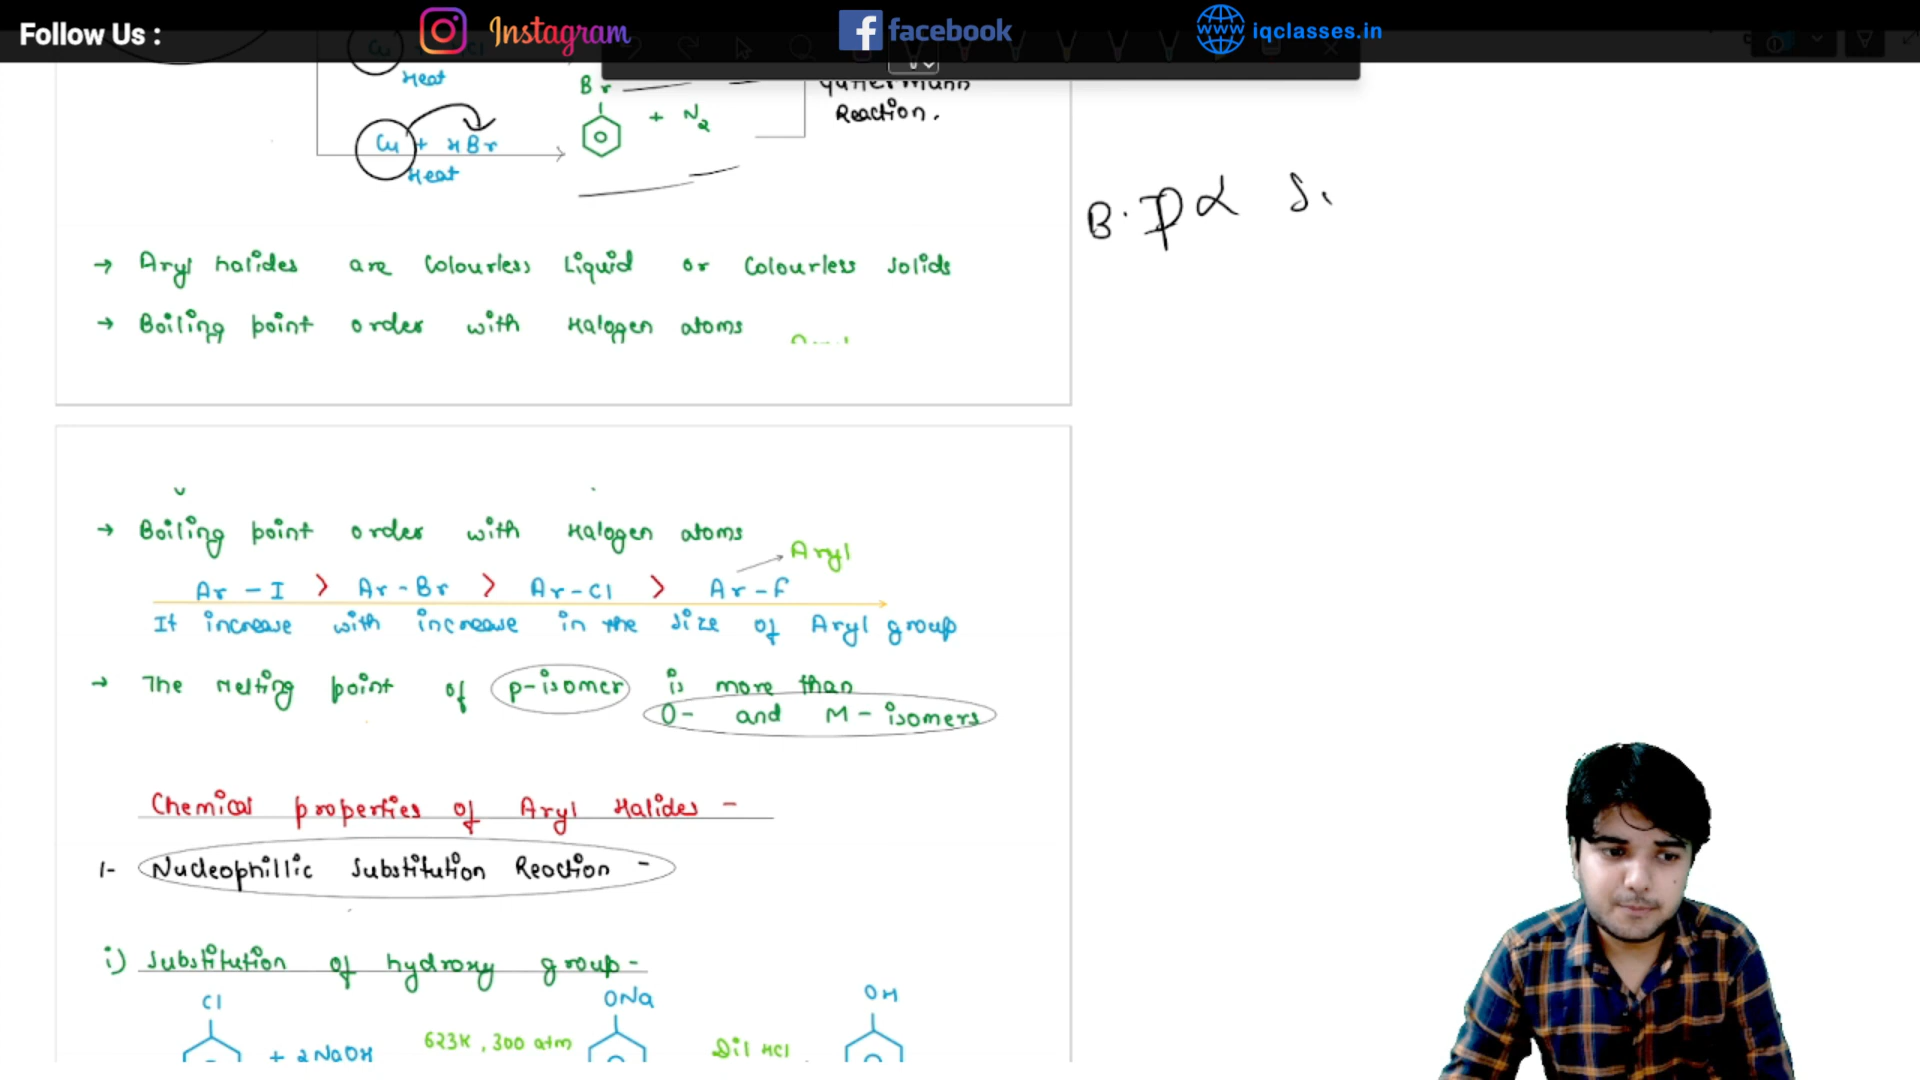 Follow Us :
Instagram
facebook
www iqclasses.in
Heat
Br
Gattermann
Reaction.
+ N2
Cu + HBr
Heat
B.P ∝ S
→ Aryl halides are Colourless Liquid or Colourless solids
→ Boiling point order with Halogen atoms
→ Boiling point order with Halogen atoms
Aryl
Ar - I > Ar - Br > Ar - Cl > Ar - F
It increase with increase in the size of Aryl group
→ The Melting point of p-isomer is more than
O- and M - isomers
Chemical properties of Aryl Halides -
1- Nucleophillic Substitution Reaction -
i) Substitution of hydroxy group -
Cl
ONa
OH
+ 2NaOH
623K , 300 atm
Dil HCl